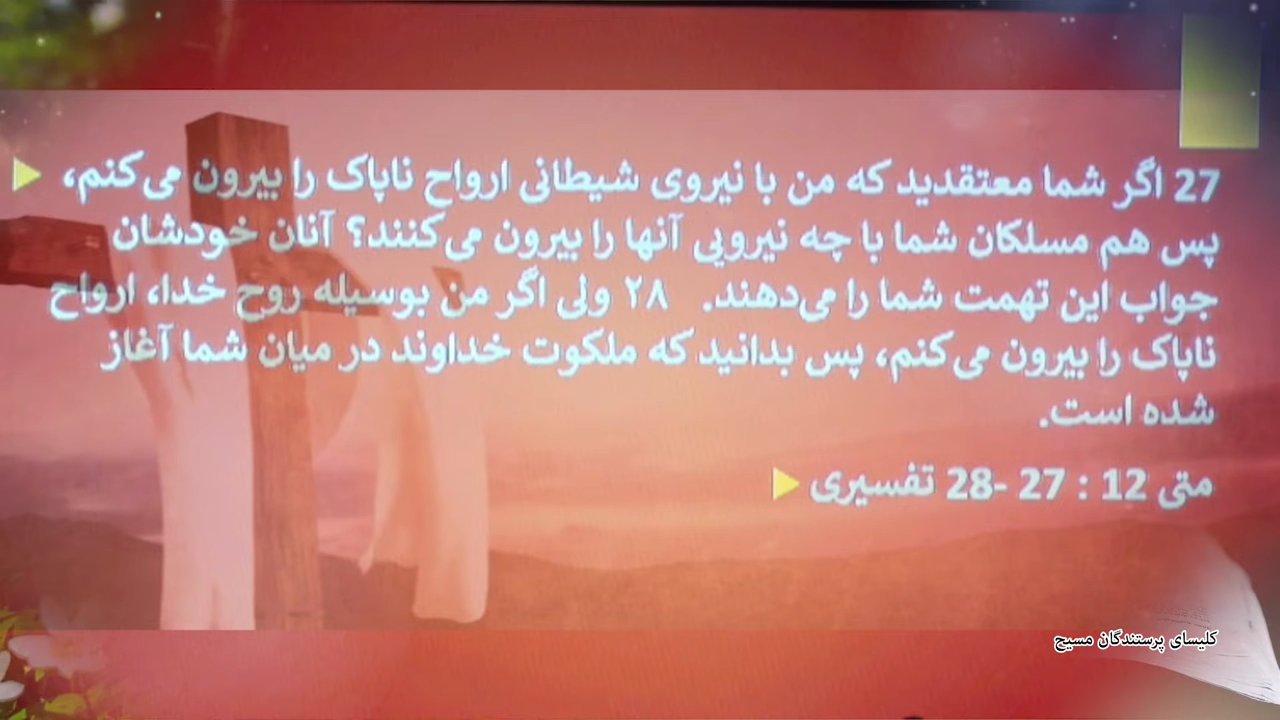 27 اگر شما معتقدید که من با نیروی شیطانی ارواح ناپاک را بیرون می‌کنم،
پس هم مسلکان شما با چه نیرویی آنها را بیرون می‌کنند؟ آنان خودشان
جواب این تهمت شما را می‌دهند. ۲۸ ولی اگر من بوسیله روح خدا، ارواح
ناپاک را بیرون می‌کنم، پس بدانید که ملکوت خداوند در میان شما آغاز
شده است.
متی 12 : 27 -28 تفسیری
کلیسای پرستندگان مسیح